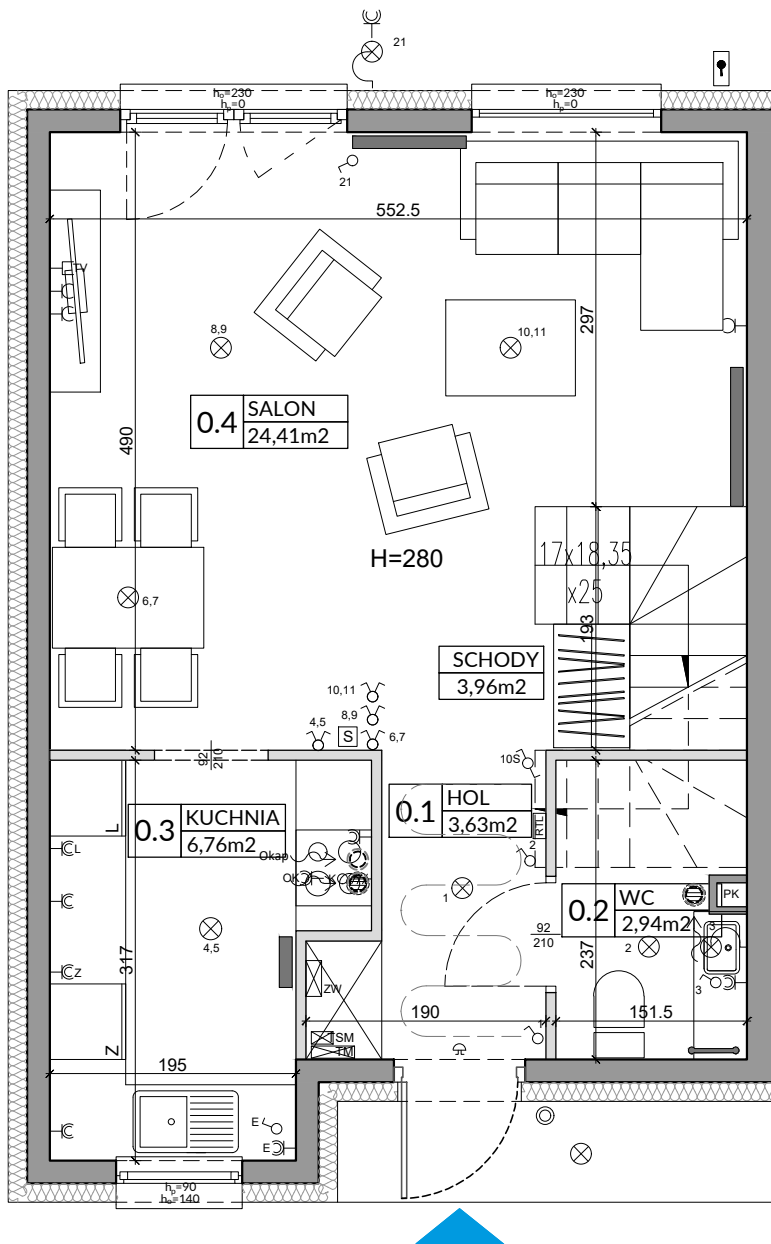 21
hₒ=230
hₚ=0
hₒ=230
hₚ=0
21
552.5
TV
297
8,9
10,11
0.4
SALON
24,41m2
490
H=280
17x18,35
x25
6,7
193
SCHODY
3,96m2
10,11
8,9
4,5
S
6,7
92
210
10S
0.3
KUCHNIA
6,76m2
0.1
HOL
3,63m2
RTL
L
L
Okap
2
1
0.2
WC
2,94m2
PK
3
4,5
92
210
2
317
237
Z
ZW
3
190
151.5
TSM
TM
Z
195
E
E
hₚ=90
hₒ=140